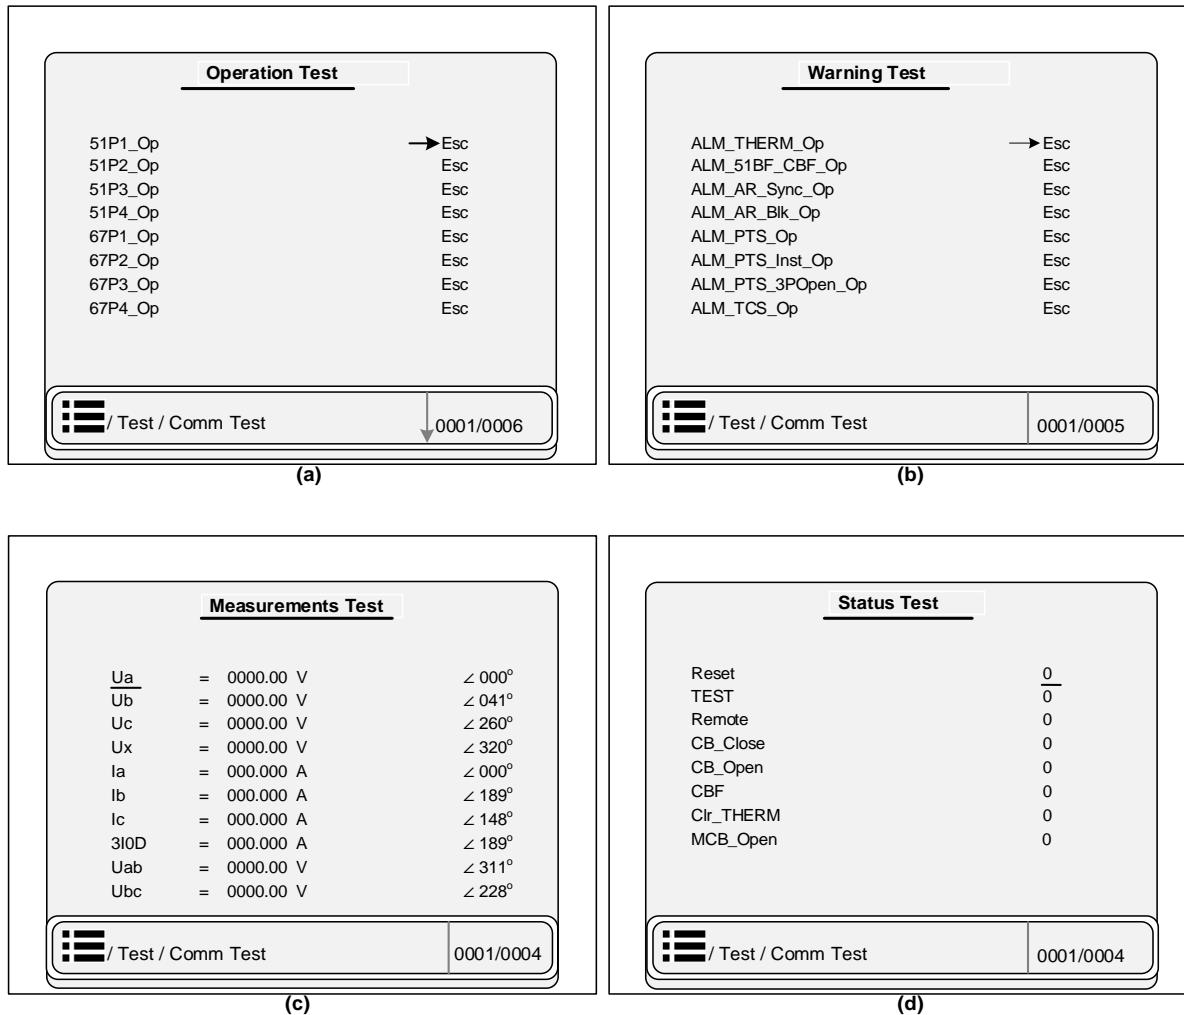 Operation Test
51P1_Op Esc
51P2_Op Esc
51P3_Op Esc
51P4_Op Esc
67P1_Op Esc
67P2_Op Esc
67P3_Op Esc
67P4_Op Esc
/ Test / Comm Test 0001/0006
(a)
Warning Test
ALM_THERM_Op Esc
ALM_51BF_CBF_Op Esc
ALM_AR_Sync_Op Esc
ALM_AR_Blk_Op Esc
ALM_PTS_Op Esc
ALM_PTS_Inst_Op Esc
ALM_PTS_3POpen_Op Esc
ALM_TCS_Op Esc
/ Test / Comm Test 0001/0005
(b)
Measurements Test
Ua = 0000.00 V ∠000°
Ub = 0000.00 V ∠041°
Uc = 0000.00 V ∠260°
Ux = 0000.00 V ∠320°
Ia = 000.000 A ∠000°
Ib = 000.000 A ∠189°
Ic = 000.000 A ∠148°
3I0D = 000.000 A ∠189°
Uab = 0000.00 V ∠311°
Ubc = 0000.00 V ∠228°
/ Test / Comm Test 0001/0004
(c)
Status Test
Reset 0
TEST 0
Remote 0
CB_Close 0
CB_Open 0
CBF 0
Clr_THERM 0
MCB_Open 0
/ Test / Comm Test 0001/0004
(d)